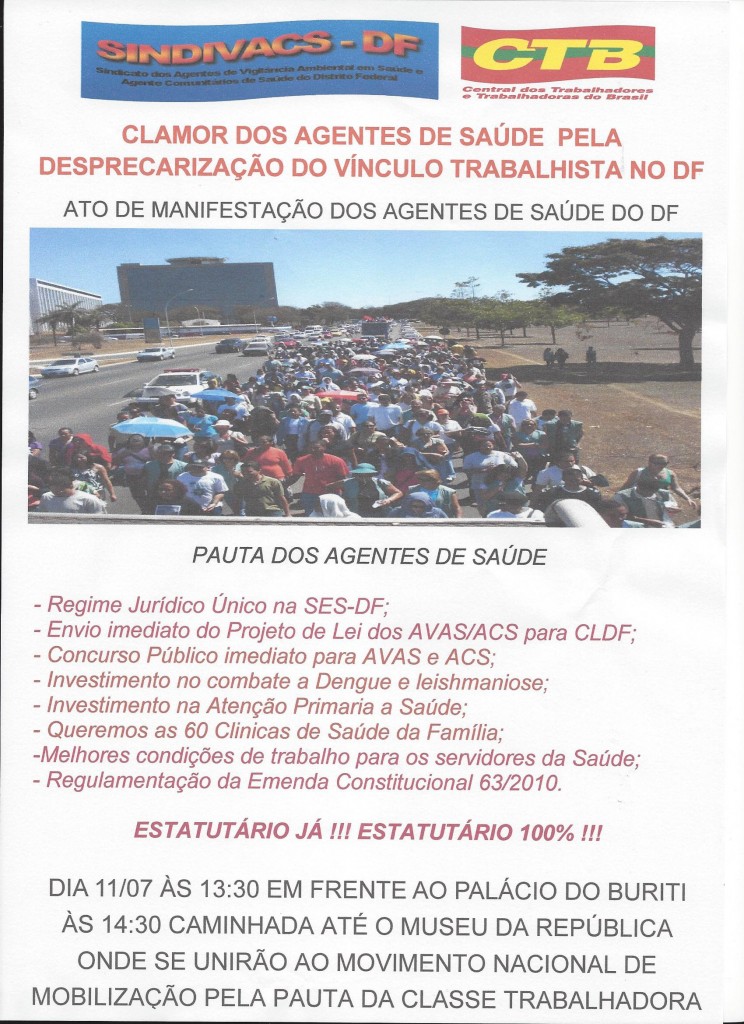 SINDIVACS - DF
Sindicato dos Agentes de Vigilância Ambiental em Saúde e
Agente Comunitários de Saúde do Distrito Federal
CTB
Central dos Trabalhadores
e Trabalhadoras do Brasil
CLAMOR DOS AGENTES DE SAÚDE PELA
DESPRECARIZAÇÃO DO VÍNCULO TRABALHISTA NO DF
ATO DE MANIFESTAÇÃO DOS AGENTES DE SAÚDE DO DF
PAUTA DOS AGENTES DE SAÚDE
- Regime Jurídico Único na SES-DF;
- Envio imediato do Projeto de Lei dos AVAS/ACS para CLDF;
- Concurso Público imediato para AVAS e ACS;
- Investimento no combate a Dengue e leishmaniose;
- Investimento na Atenção Primaria a Saúde;
- Queremos as 60 Clinicas de Saúde da Família;
-Melhores condições de trabalho para os servidores da Saúde;
- Regulamentação da Emenda Constitucional 63/2010.
ESTATUTÁRIO JÁ !!! ESTATUTÁRIO 100% !!!
DIA 11/07 ÀS 13:30 EM FRENTE AO PALÁCIO DO BURITI
ÀS 14:30 CAMINHADA ATÉ O MUSEU DA REPÚBLICA
ONDE SE UNIRÃO AO MOVIMENTO NACIONAL DE
MOBILIZAÇÃO PELA PAUTA DA CLASSE TRABALHADORA